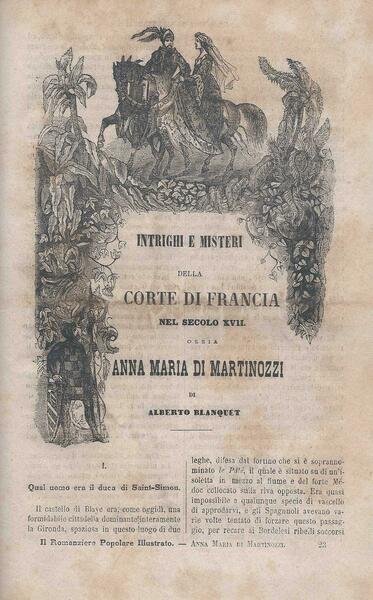 INTRIGHI E MISTERI
DELLA
CORTE DI FRANCIA
NEL SECOLO XVII.
OSSIA
ANNA MARIA DI MARTINOZZI
DI
ALBERTO BLANQUET
I.
Qual uomo era il duca di Saint-Simon.
Il castello di Blaye era, come oggidì, una
formidabile cittadella dominante interamente
la Gironda, spaziosa in questo luogo di due
leghe, difesa dal fortino che si è sopranno-
minato le Pâté, il quale è situato su di un'i-
soletta in mezzo al fiume e del forte Mé-
doc collocato sulla riva opposta. Era quasi
impossibile a qualunque specie di vascello
di approdarvi, e gli Spagnuoli avevano
varie volte tentato di forzare questo passag-
gio, per recare ai Bordelesi ribelli soccorsi
Il Romanziere Popolare Illustrato. — ANNA MARIA DI MARTINOZZI. 23